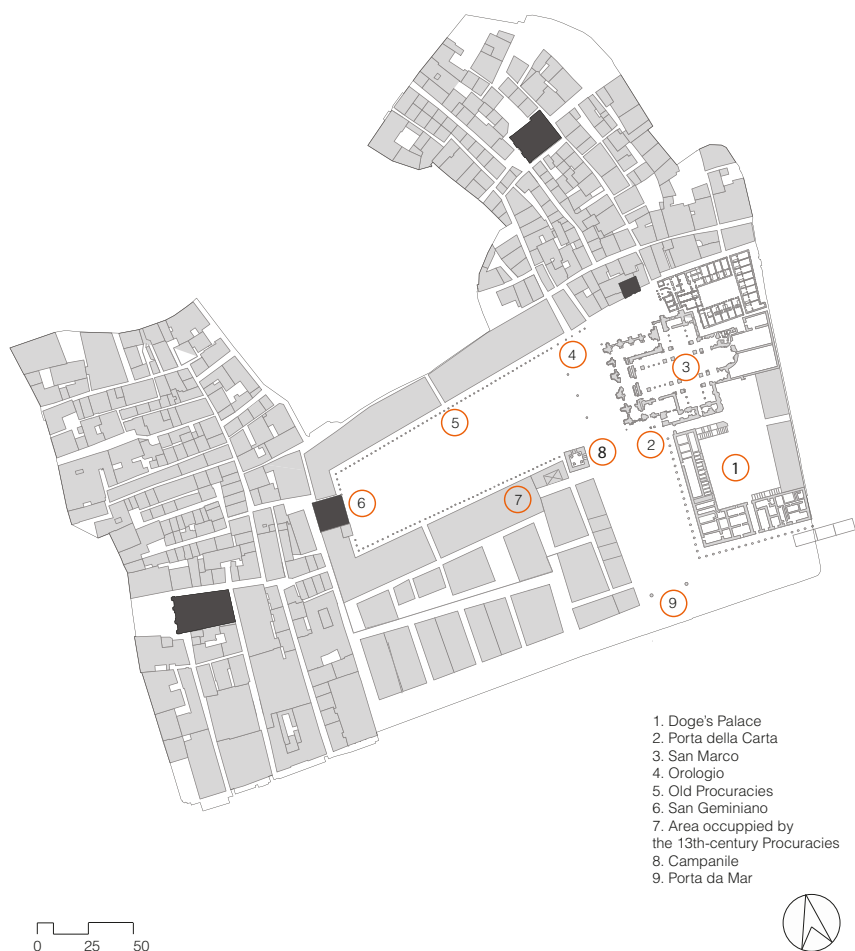 4
3
5
2
8
1
7
6
9
1. Doge's Palace
2. Porta della Carta
3. San Marco
4. Orologio
5. Old Procuracies
6. San Geminiano
7. Area occuppied by
the 13th-century Procuracies
8. Campanile
9. Porta da Mar
0 25 50